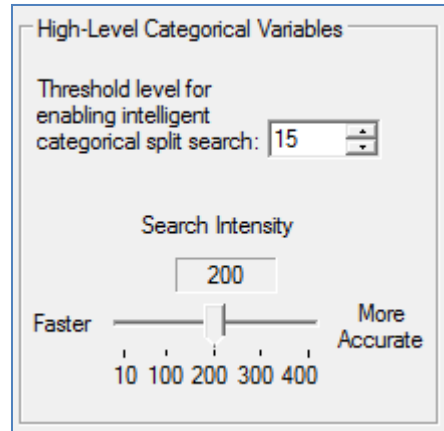 High-Level Categorical Variables
Threshold level for
enabling intelligent
categorical split search: 15
Search Intensity
200
Faster
More
Accurate
10 100 200 300 400